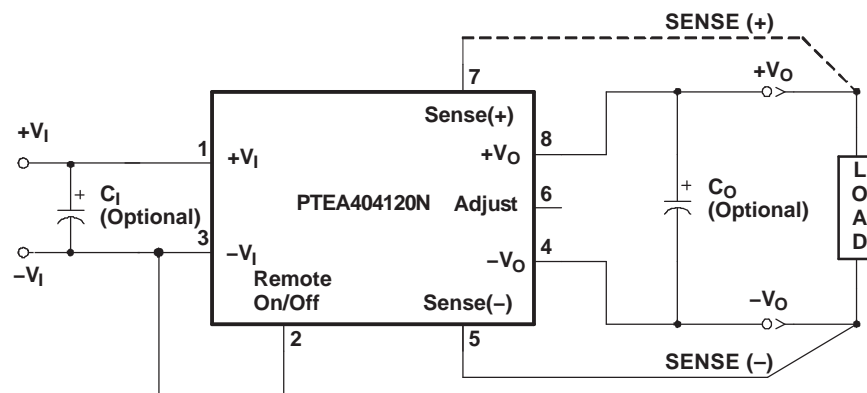 SENSE (+)
7
+VO
Sense(+)
8
+VI
1
+VI
+VO
+
CI
(Optional)
PTEA404120N
Adjust
6
+
CO
(Optional)
LOAD
3
–VI
4
–VO
–VI
Remote
On/Off
Sense(–)
–VO
2
5
SENSE (–)